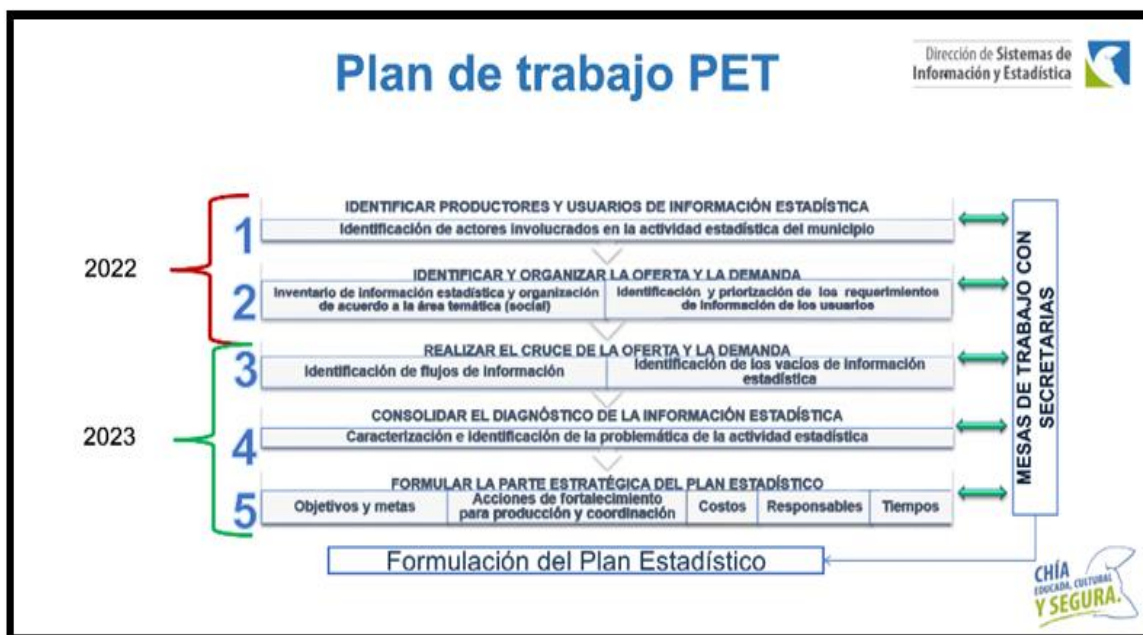 Plan de trabajo PET
Dirección de Sistemas de
Información y Estadística
2022
1
IDENTIFICAR PRODUCTORES Y USUARIOS DE INFORMACIÓN ESTADÍSTICA
Identificación de actores involucrados en la actividad estadística del municipio
2
IDENTIFICAR Y ORGANIZAR LA OFERTA Y LA DEMANDA
Inventario de información estadística y organización
de acuerdo a la área temática (social)
Identificación y priorización de los requerimientos
de información de los usuarios
2023
3
REALIZAR EL CRUCE DE LA OFERTA Y LA DEMANDA
Identificación de flujos de información
Identificación de los vacíos de información
estadística
4
CONSOLIDAR EL DIAGNÓSTICO DE LA INFORMACIÓN ESTADÍSTICA
Caracterización e identificación de la problemática de la actividad estadística
5
FORMULAR LA PARTE ESTRATÉGICA DEL PLAN ESTADÍSTICO
Objetivos y metas
Acciones de fortalecimiento
para producción y coordinación
Costos
Responsables
Tiempos
MESAS DE TRABAJO CON
SECRETARIAS
Formulación del Plan Estadístico
CHÍA
EDUCADA, CULTURAL
Y SEGURA.